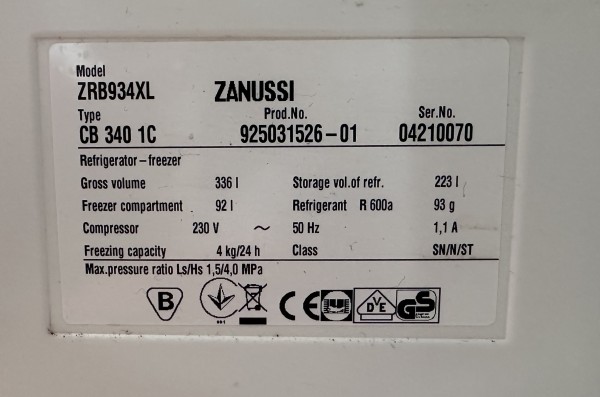 Model
ZRB934XL ZANUSSI
Type Prod.No. Ser.No.
CB 340 1C 925031526-01 04210070
Refrigerator-freezer
Gross volume 336 l Storage vol.of refr. 223 l
Freezer compartment 92 l Refrigerant R 600a 93 g
Compressor 230 V ~ 50 Hz 1,1 A
Freezing capacity 4 kg/24 h Class SN/N/ST
Max.pressure ratio Ls/Hs 1,5/4,0 MPa
B CE DVE GS